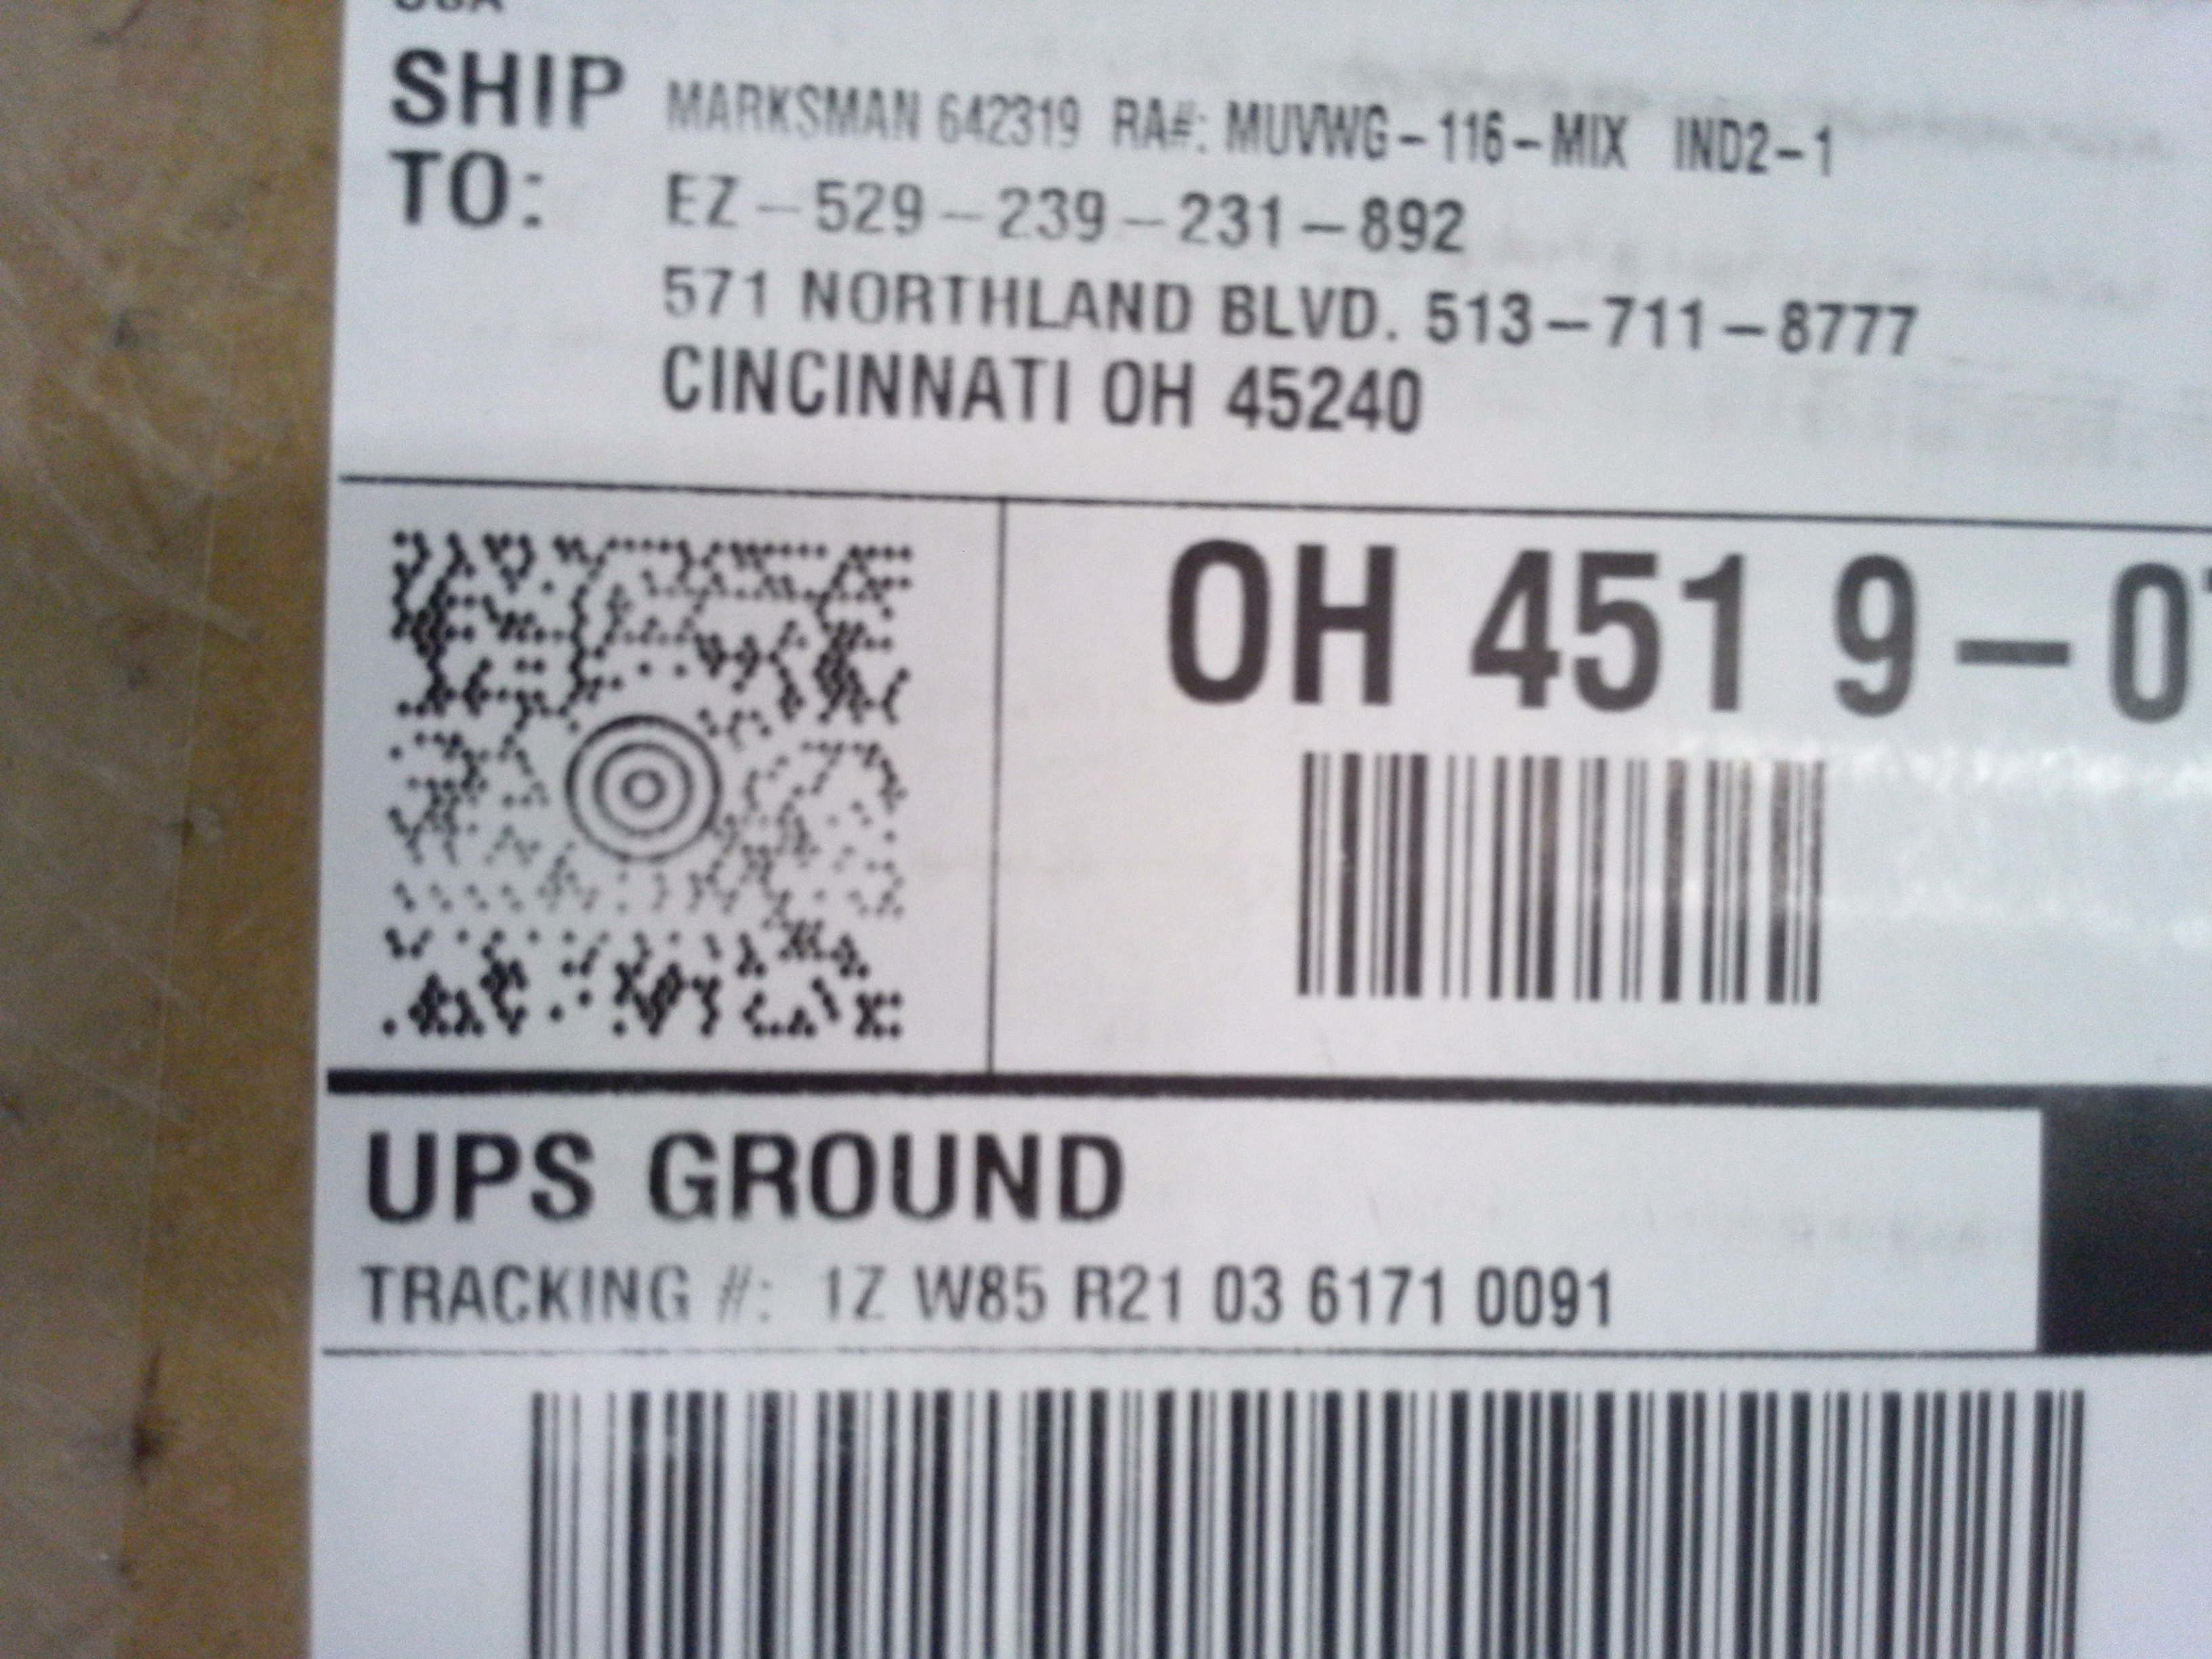 USA
SHIP TO: MARKSMAN 642319 RA#: MUVWG-116-MIX IND2-1
EZ-529-239-231-892
571 NORTHLAND BLVD. 513-711-8777
CINCINNATI OH 45240
OH 451 9-0
UPS GROUND
TRACKING #: 1Z W85 R21 03 6171 0091